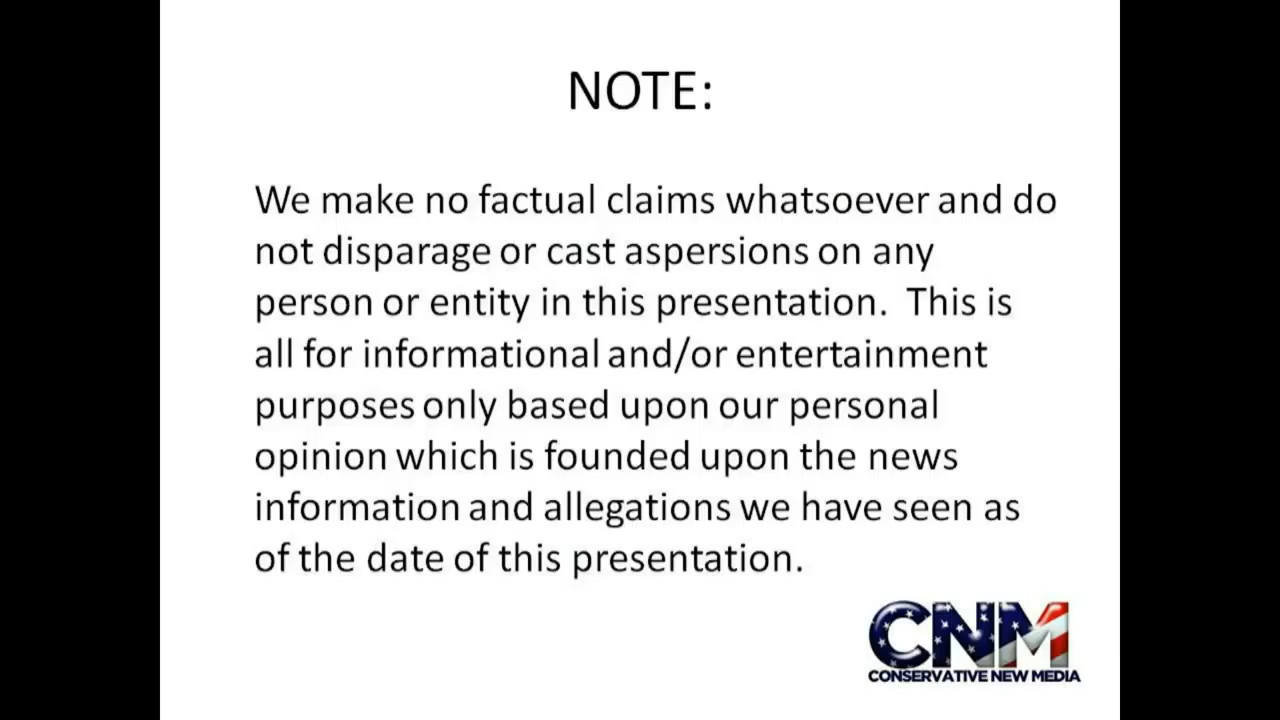 NOTE:
We make no factual claims whatsoever and do
not disparage or cast aspersions on any
person or entity in this presentation.  This is
all for informational and/or entertainment
purposes only based upon our personal
opinion which is founded upon the news
information and allegations we have seen as
of the date of this presentation.
CNM
CONSERVATIVE NEW MEDIA